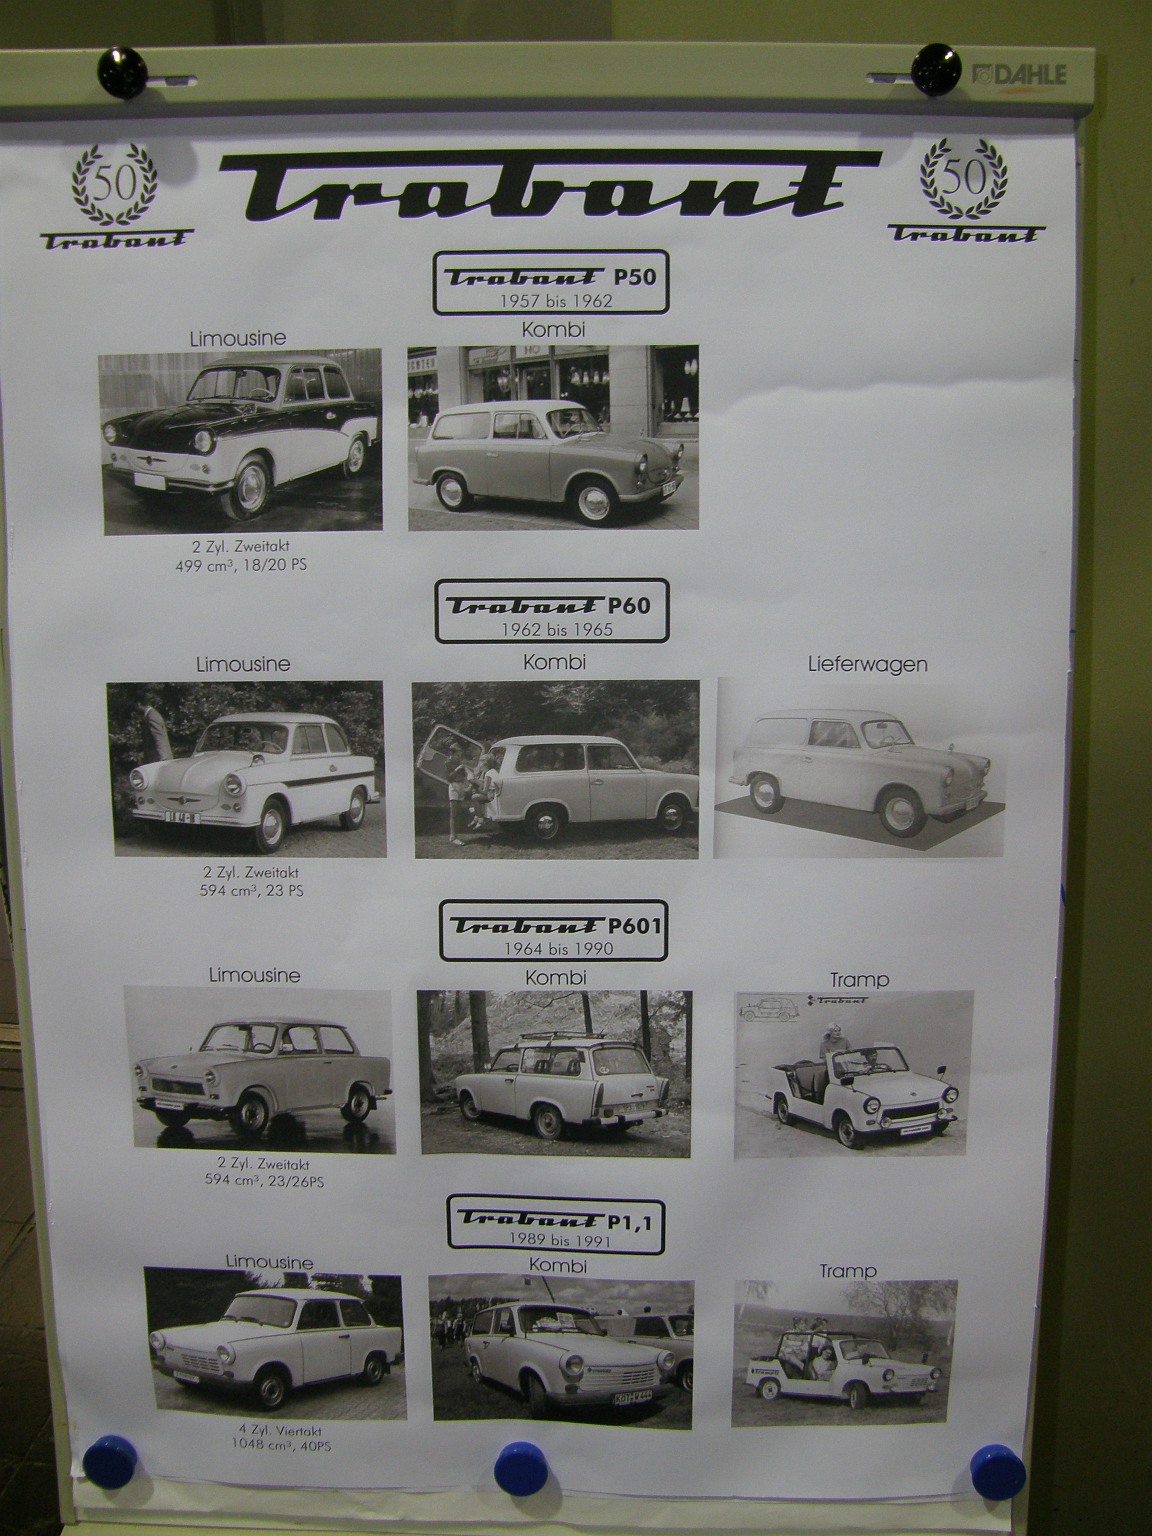 DAHLE
50
Trabant
Trabant
50
Trabant
Trabant P50
1957 bis 1962
Limousine
Kombi
2 Zyl. Zweitakt
499 cm³, 18/20 PS
Trabant P60
1962 bis 1965
Limousine
Kombi
Lieferwagen
2 Zyl. Zweitakt
594 cm³, 23 PS
Trabant P601
1964 bis 1990
Limousine
Kombi
Tramp
Trabant
2 Zyl. Zweitakt
594 cm³, 23/26PS
Trabant P1,1
1989 bis 1991
Limousine
Kombi
Tramp
4 Zyl. Viertakt
1048 cm³, 40PS